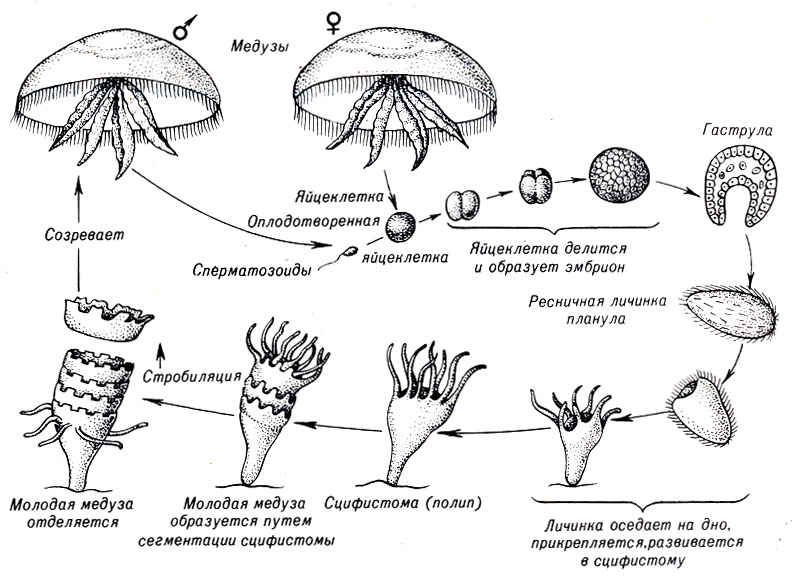 ♂
♀
Медузы
Гаструла
Яйцеклетка
Оплодотворенная
яйцеклетка
Созревает
Сперматозоиды
Яйцеклетка делится
и образует эмбрион
Ресничная личинка
планула
Стробиляция
Молодая медуза
отделяется
Молодая медуза
образуется путем
сегментации сцифистомы
Сцифистома (полип)
Личинка оседает на дно,
прикрепляется,развивается
в сцифистому